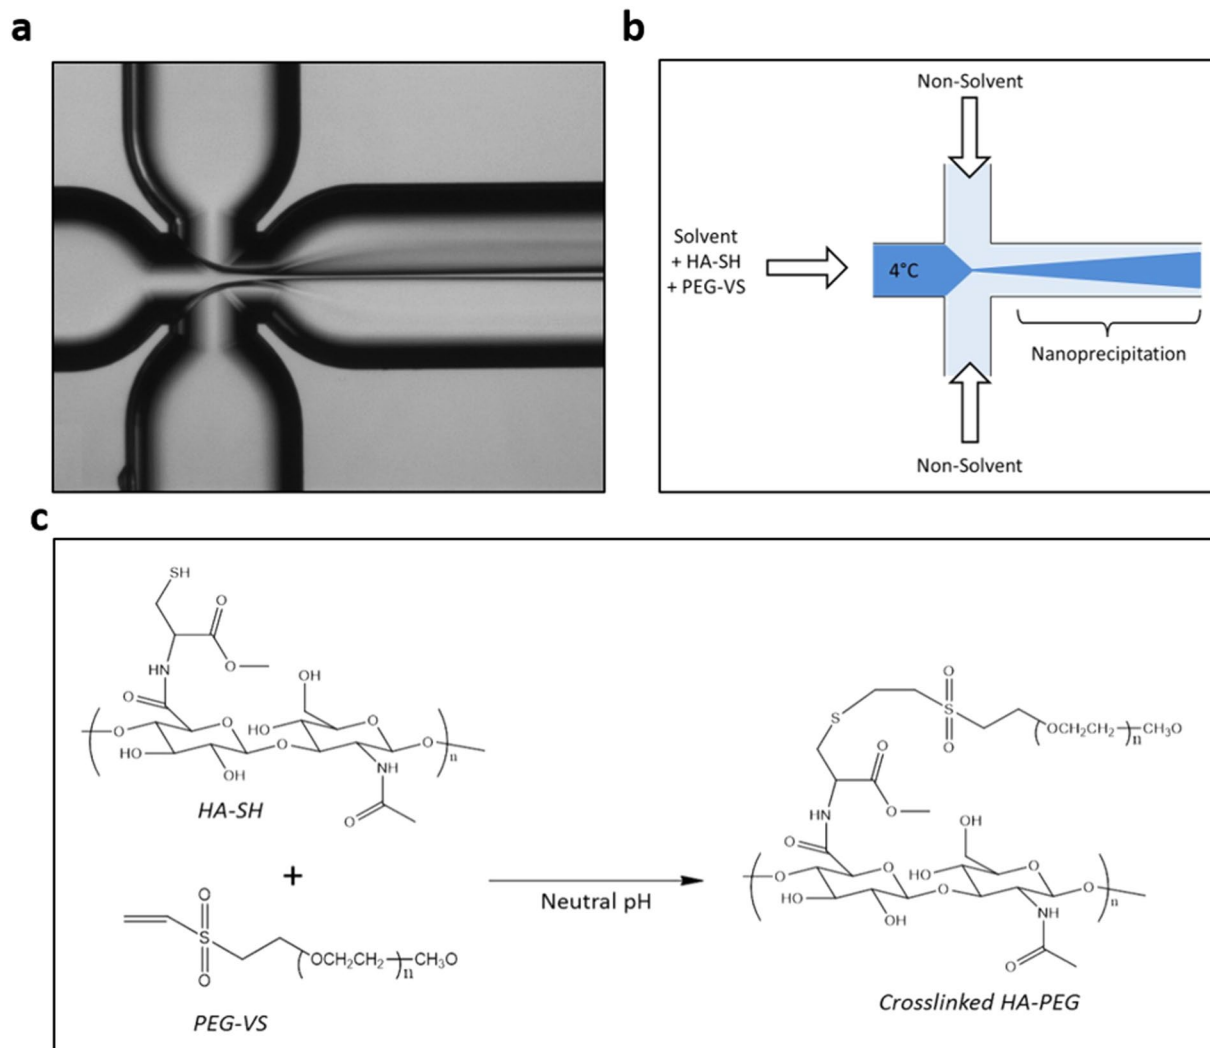 a
b
Non-Solvent
Solvent
+ HA-SH
+ PEG-VS
4°C
Nanoprecipitation
Non-Solvent
c
SH
O
O
HN
O
OH
O
O
HO
O
HO
O
O
n
OH
NH
HA-SH
O
+
Neutral pH
O
S
O
OCH₂CH₂
n
CH₃O
PEG-VS
O
S
S
O
OCH₂CH₂
n
CH₃O
O
O
HN
O
OH
O
O
HO
O
HO
O
O
n
OH
NH
O
Crosslinked HA-PEG